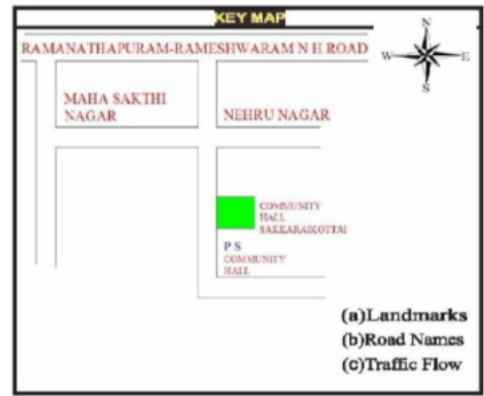 KEY MAP
N
RAMANATHAPURAM-RAMESHWARAM N H ROAD
W
E
S
MAHA SAKTHI
NAGAR
NEHRU NAGAR
COMMUNITY
HALL
SAKKARAIKOTTAI
P S
COMMUNITY
HALL
(a)Landmarks
(b)Road Names
(c)Traffic Flow